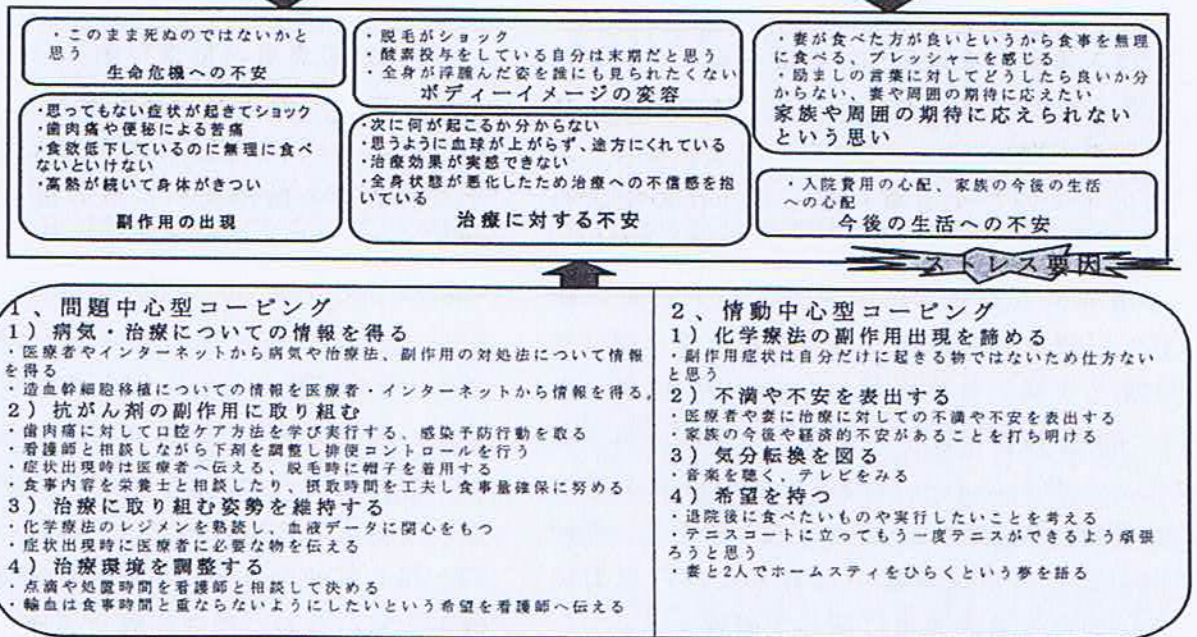 ・このまま死ぬのではないかと
思う
生命危機への不安
・脱毛がショック
・酸素投与をしている自分は末期だと思う
・全身が浮腫んだ姿を誰にも見られたくない
ボディーイメージの変容
・妻が食べた方が良いというから食事を無理
に食べる、プレッシャーを感じる
・励ましの言葉に対してどうしたら良いか分
からない、妻や周囲の期待に応えたい
家族や周囲の期待に応えられない
という思い
・思ってもない症状が起きてショック
・歯肉痛や便秘による苦痛
・食欲低下しているのに無理に食べ
ないといけない
・高熱が続いて身体がきつい
副作用の出現
・次に何が起こるか分からない
・思うように血球が上がらず、途方にくれている
・治療効果が実感できない
・全身状態が悪化したため治療への不信感を抱
いている
治療に対する不安
・入院費用の心配、家族の今後の生活
への心配
今後の生活への不安
ストレス要因
1、問題中心型コーピング
1)病気・治療についての情報を得る
・医療者やインターネットから病気や治療法、副作用の対処法について情報
を得る
・造血幹細胞移植についての情報を医療者・インターネットから情報を得る。
2)抗がん剤の副作用に取り組む
・歯肉痛に対して口腔ケア方法を学び実行する、感染予防行動を取る
・看護師と相談しながら下剤を調整し排便コントロールを行う
・症状出現時は医療者へ伝える、脱毛時に帽子を着用する
・食事内容を栄養士と相談したり、摂取時間を工夫し食事量確保に努める
3)治療に取り組む姿勢を維持する
・化学療法のレジメンを熟読し、血液データに関心をもつ
・症状出現時に医療者に必要な物を伝える
4)治療環境を調整する
・点滴や処置時間を看護師と相談して決める
・輸血は食事時間と重ならないようにしたいという希望を看護師へ伝える
2、情動中心型コーピング
1)化学療法の副作用出現を諦める
・副作用症状は自分だけに起きる物ではないため仕方ない
と思う
2)不満や不安を表出する
・医療者や妻に治療に対しての不満や不安を表出する
・家族の今後や経済的不安があることを打ち明ける
3)気分転換を図る
・音楽を聴く、テレビをみる
4)希望を持つ
・退院後に食べたいものや実行したいことを考える
・テニスコートに立ってもう一度テニスができるよう頑張
ろうと思う
・妻と2人でホームスティをひらくという夢を語る